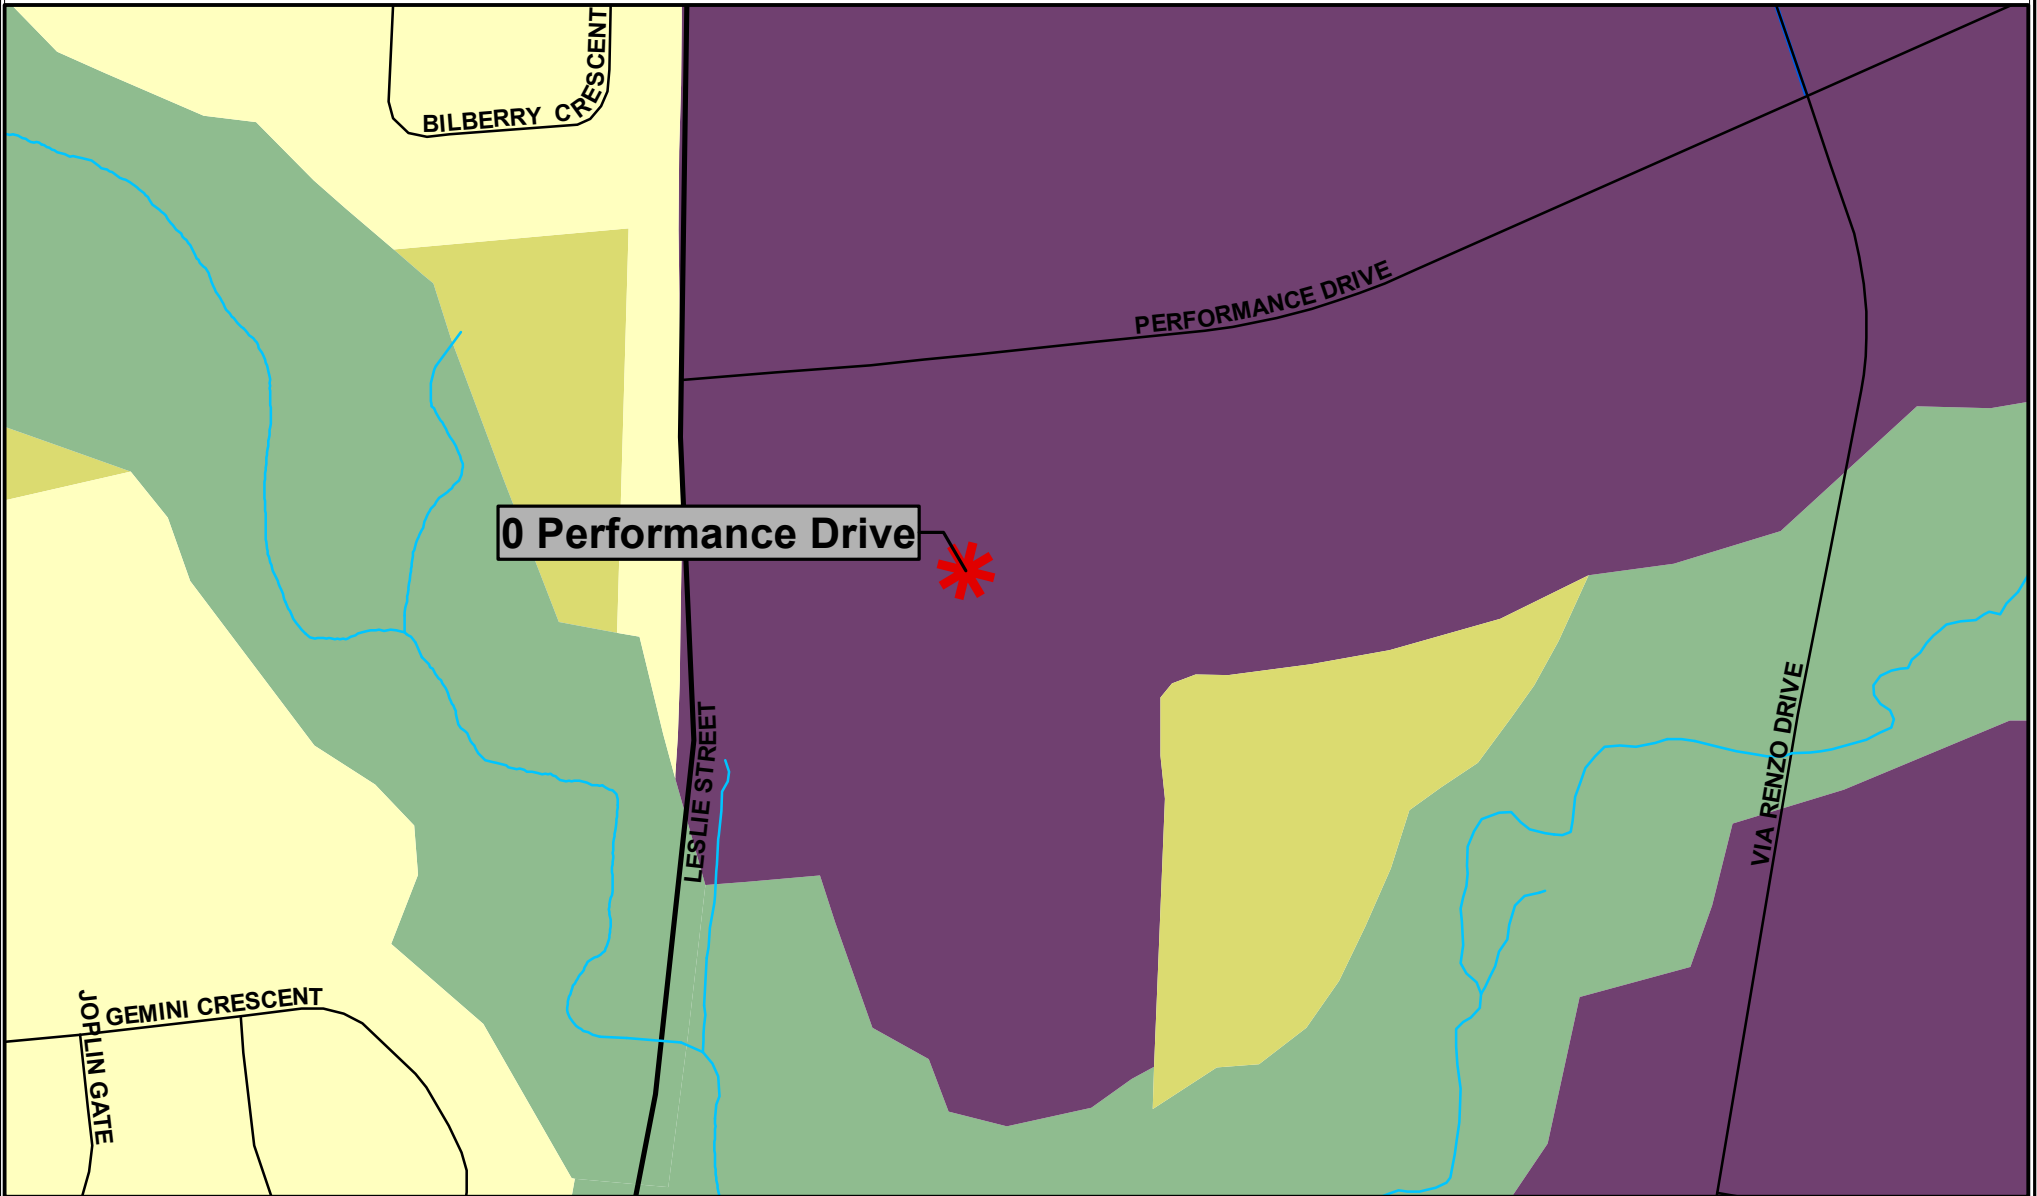 BILBERRY CRESCENT
PERFORMANCE DRIVE
0 Performance Drive
LESLIE STREET
VIA RENZO DRIVE
GEMINI CRESCENT
JOPLIN GATE